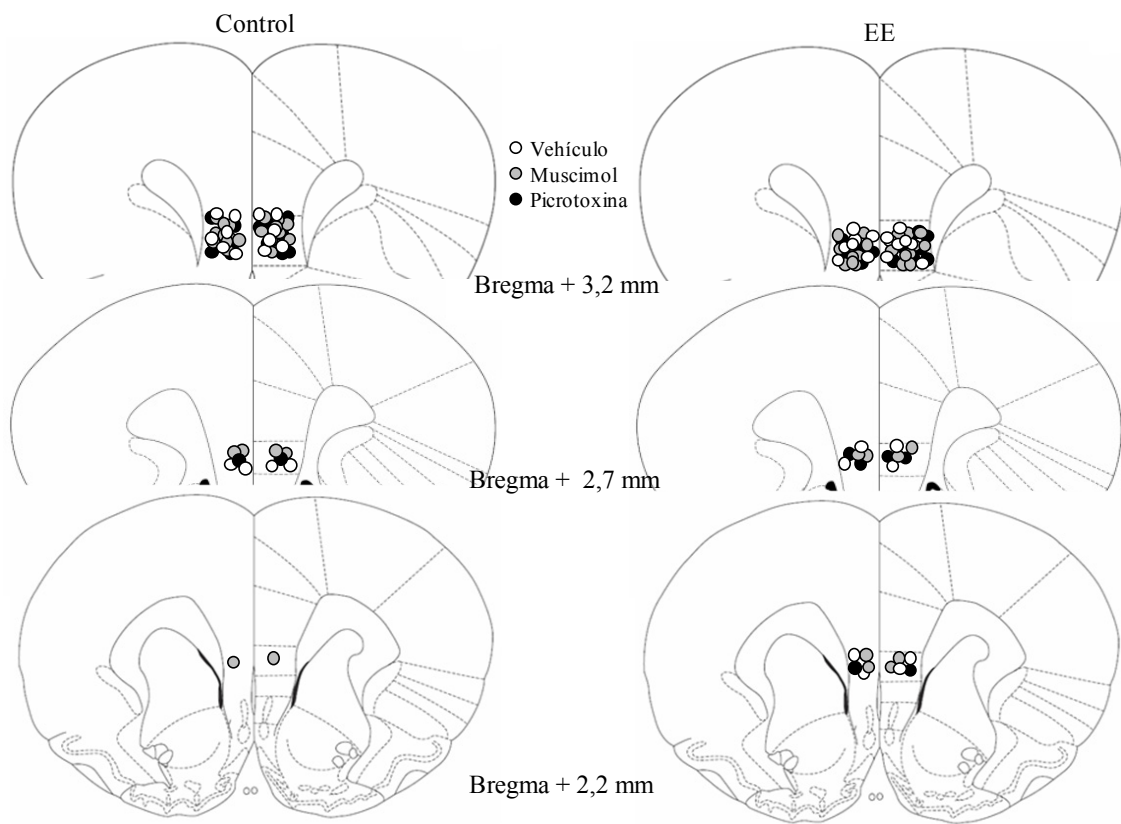 Control
EE
Vehículo
Muscimol
Picrotoxina
Bregma + 3,2 mm
Bregma + 2,7 mm
Bregma + 2,2 mm